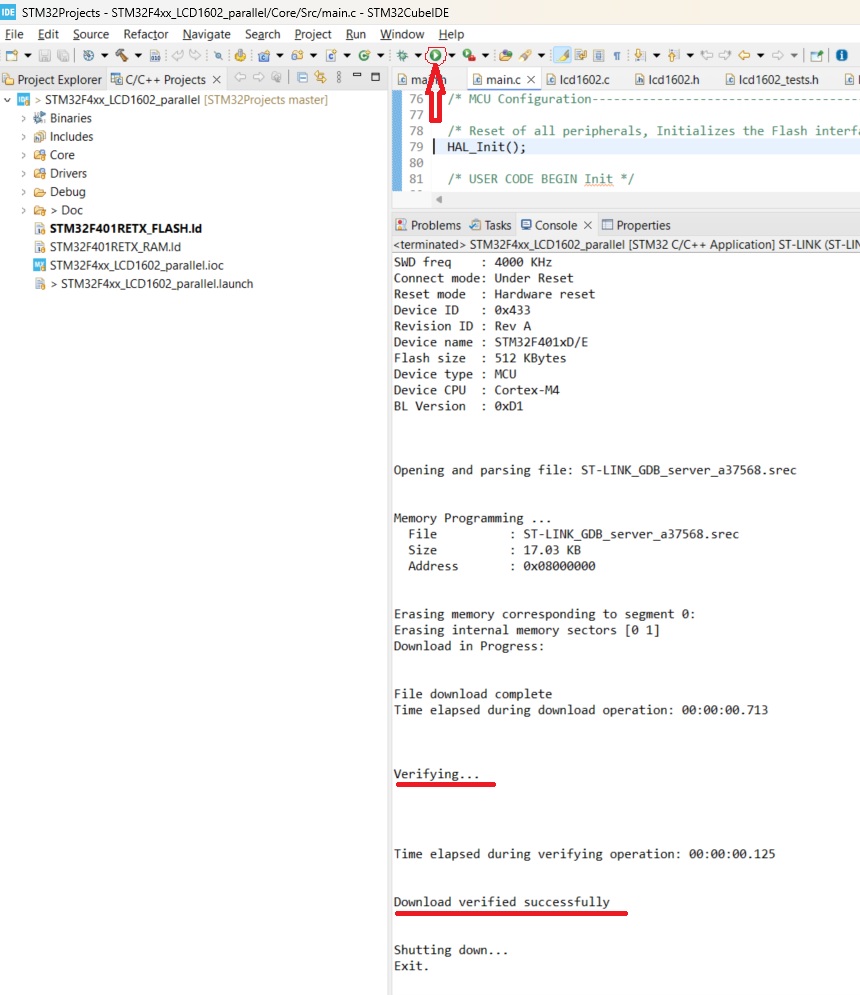 IDE STM32Projects - STM32F4xx_LCD1602_parallel/Core/Src/main.c - STM32CubeIDE
File Edit Source Refactor Navigate Search Project Run Window Help
Project Explorer C/C++ Projects
STM32F4xx_LCD1602_parallel [STM32Projects master]
Binaries
Includes
Core
Drivers
Debug
> Doc
STM32F401RETX_FLASH.ld
STM32F401RETX_RAM.ld
STM32F4xx_LCD1602_parallel.ioc
> STM32F4xx_LCD1602_parallel.launch
main.c lcd1602.c lcd1602.h lcd1602_tests.h
76 /* MCU Configuration-------------------------------------
77
78 /* Reset of all peripherals, Initializes the Flash interfa
79 HAL_Init();
80
81 /* USER CODE BEGIN Init */
Problems Tasks Console Properties
<terminated> STM32F4xx_LCD1602_parallel [STM32 C/C++ Application] ST-LINK (ST-LIN
SWD freq : 4000 KHz
Connect mode: Under Reset
Reset mode : Hardware reset
Device ID : 0x433
Revision ID : Rev A
Device name : STM32F401xD/E
Flash size : 512 KBytes
Device type : MCU
Device CPU : Cortex-M4
BL Version : 0xD1
Opening and parsing file: ST-LINK_GDB_server_a37568.srec
Memory Programming ...
File : ST-LINK_GDB_server_a37568.srec
Size : 17.03 KB
Address : 0x08000000
Erasing memory corresponding to segment 0:
Erasing internal memory sectors [0 1]
Download in Progress:
File download complete
Time elapsed during download operation: 00:00:00.713
Verifying...
Time elapsed during verifying operation: 00:00:00.125
Download verified successfully
Shutting down...
Exit.